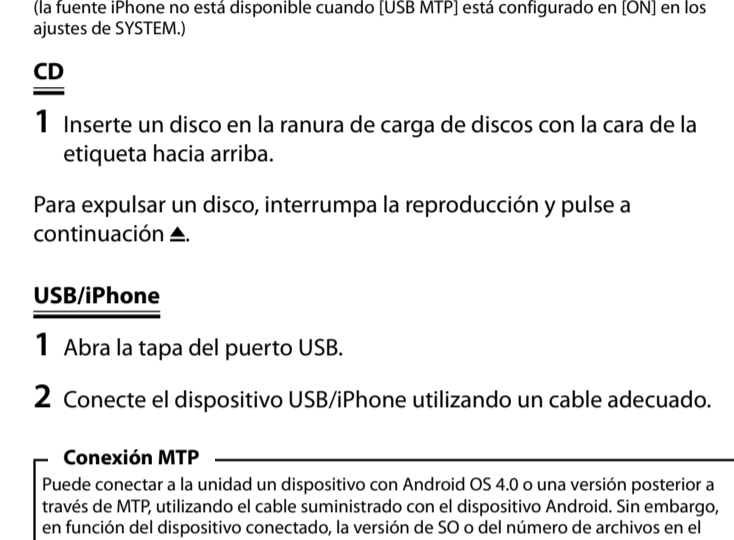 (la fuente iPhone no está disponible cuando [USB MTP] está configurado en [ON] en los
ajustes de SYSTEM.)
CD
1 Inserte un disco en la ranura de carga de discos con la cara de la
etiqueta hacia arriba.
Para expulsar un disco, interrumpa la reproducción y pulse a
continuación ⏏.
USB/iPhone
1 Abra la tapa del puerto USB.
2 Conecte el dispositivo USB/iPhone utilizando un cable adecuado.
Conexión MTP
Puede conectar a la unidad un dispositivo con Android OS 4.0 o una versión posterior a
través de MTP, utilizando el cable suministrado con el dispositivo Android. Sin embargo,
en función del dispositivo conectado, la versión de SO o del número de archivos en el